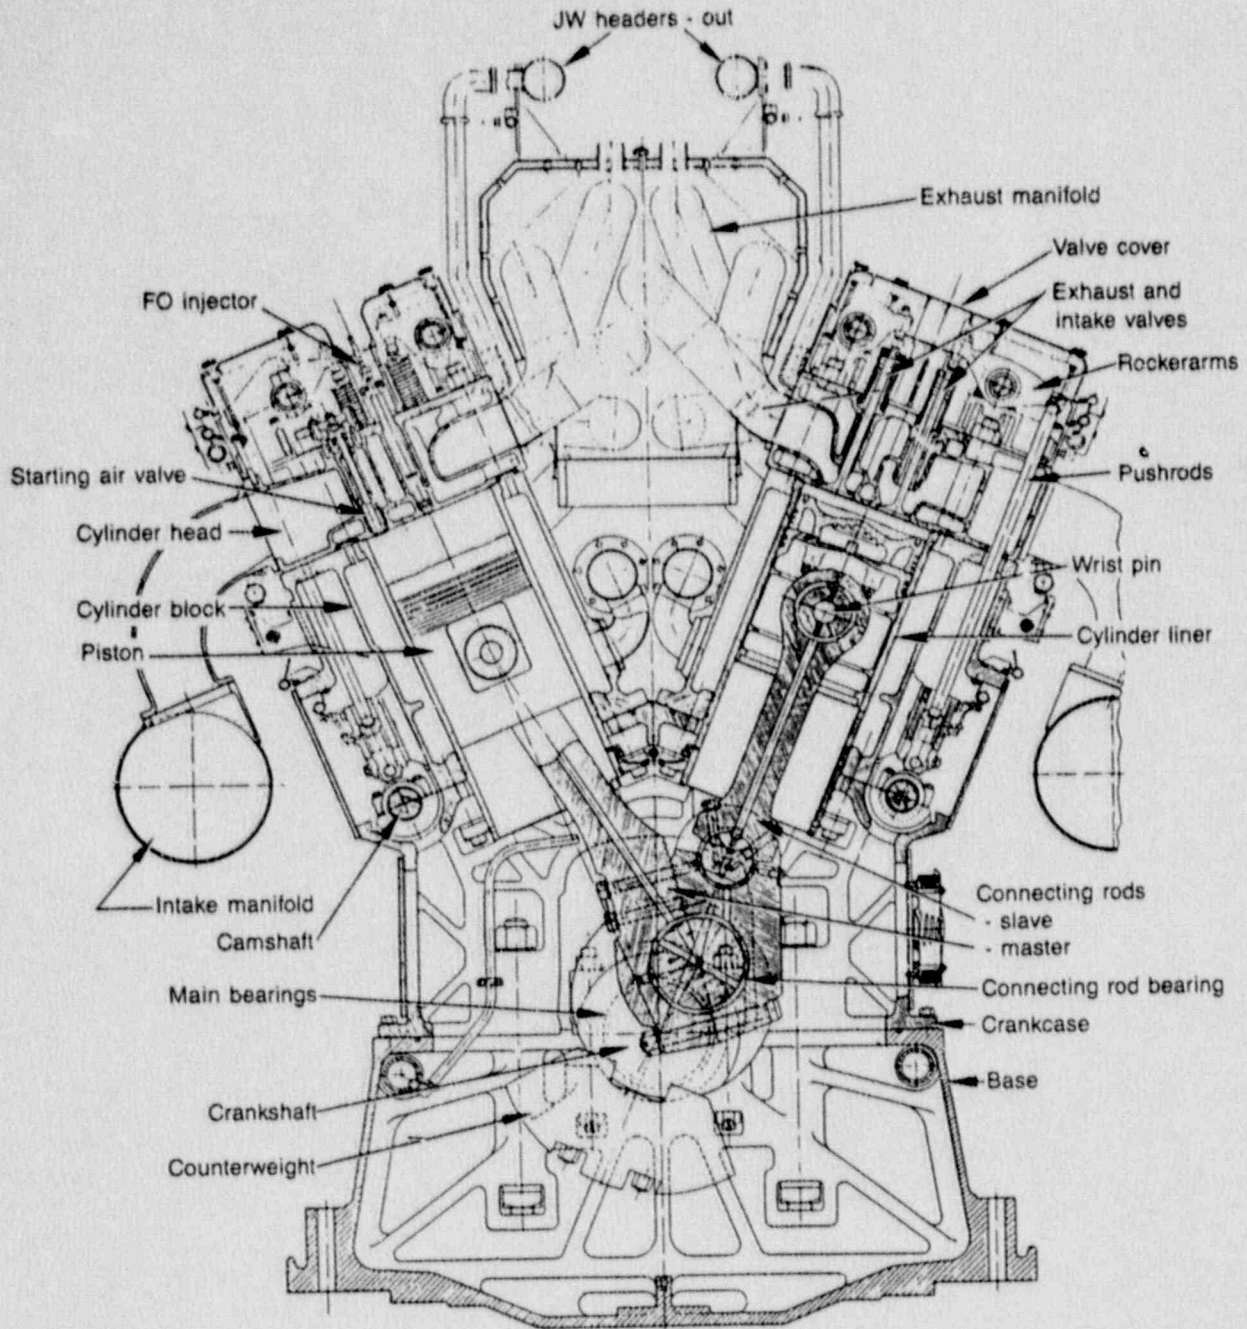 JW headers - out
Exhaust manifold
Valve cover
FO injector
Exhaust and
intake valves
Rockerarms
Starting air valve
Pushrods
Cylinder head
Wrist pin
Cylinder block
Cylinder liner
Piston
Connecting rods
- slave
- master
Intake manifold
Camshaft
Main bearings
Connecting rod bearing
Crankcase
Base
Crankshaft
Counterweight